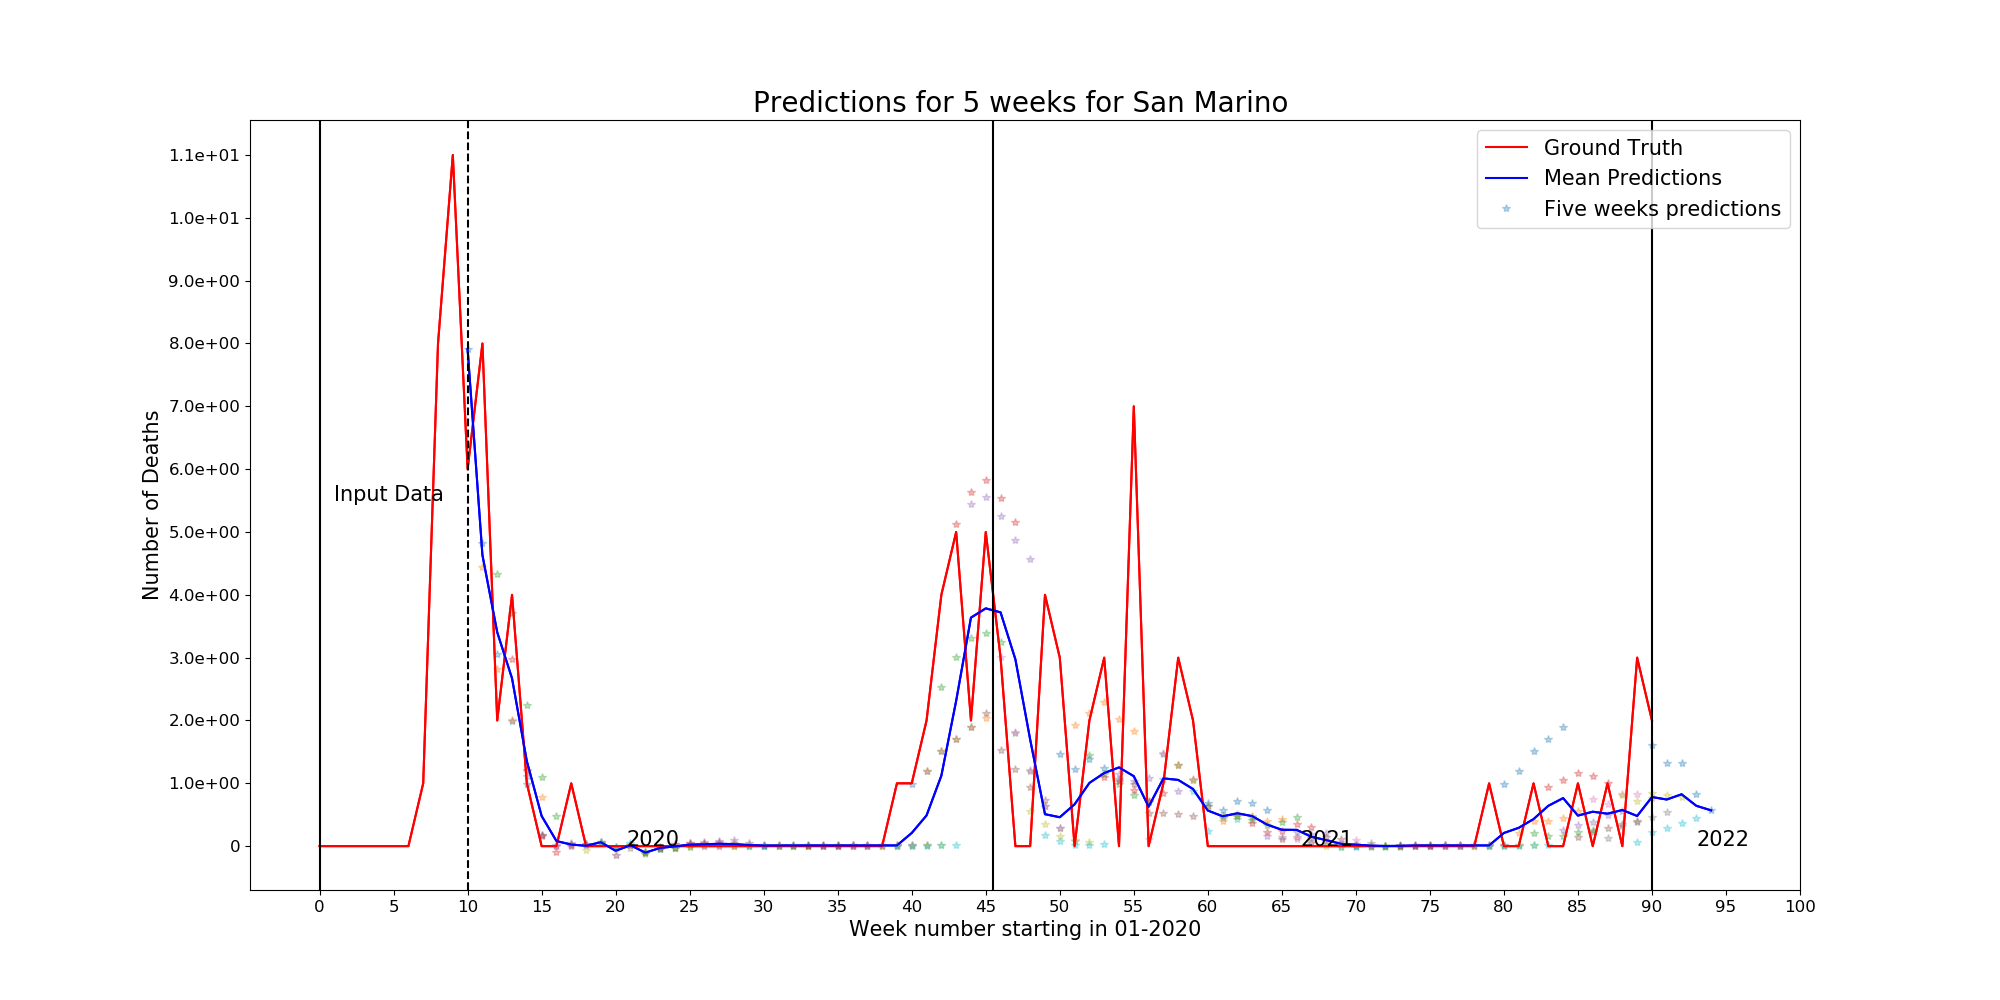 Predictions for 5 weeks for San Marino
Ground Truth
Mean Predictions
Five weeks predictions
1.1e+01
1.0e+01
9.0e+00
8.0e+00
7.0e+00
6.0e+00
5.0e+00
4.0e+00
3.0e+00
2.0e+00
1.0e+00
0
Number of Deaths
Input Data
2020
2021
2022
0 5 10 15 20 25 30 35 40 45 50 55 60 65 70 75 80 85 90 95 100
Week number starting in 01-2020